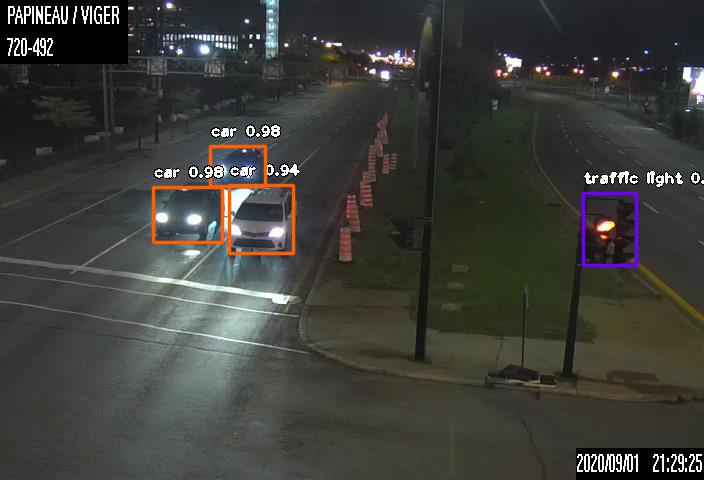 PAPINEAU / VIGER
720-492
car 0.98
car 0.98 car 0.94
traffic light 0.
2020/09/01 21:29:25